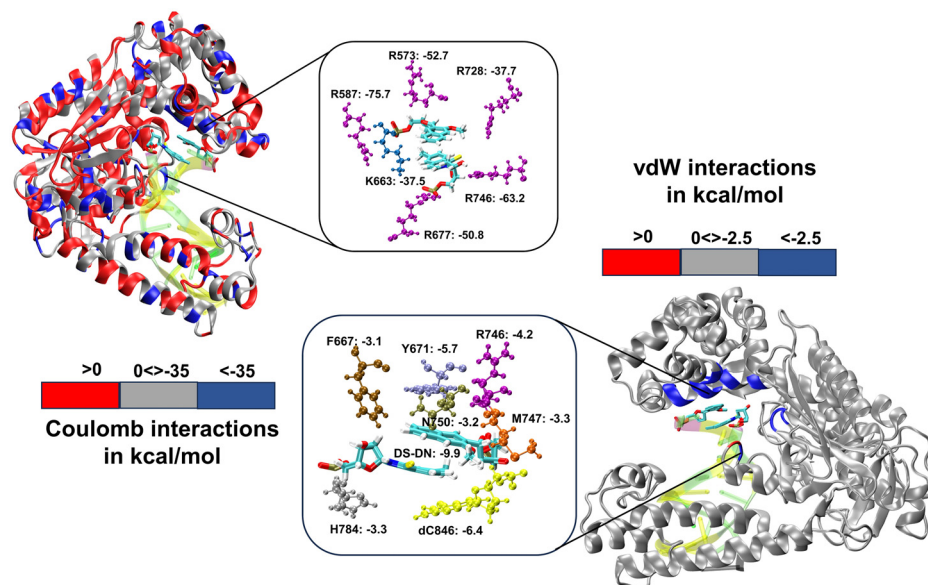 R573: -52.7
R728: -37.7
R587: -75.7
K663: -37.5
R746: -63.2
R677: -50.8
vdW interactions
in kcal/mol
>0 0<>-2.5 <-2.5
F667: -3.1
Y671: -5.7
R746: -4.2
N750: -3.2
M747: -3.3
DS-DN: -9.9
H784: -3.3
dC846: -6.4
>0 0<>-35 <-35
Coulomb interactions
in kcal/mol